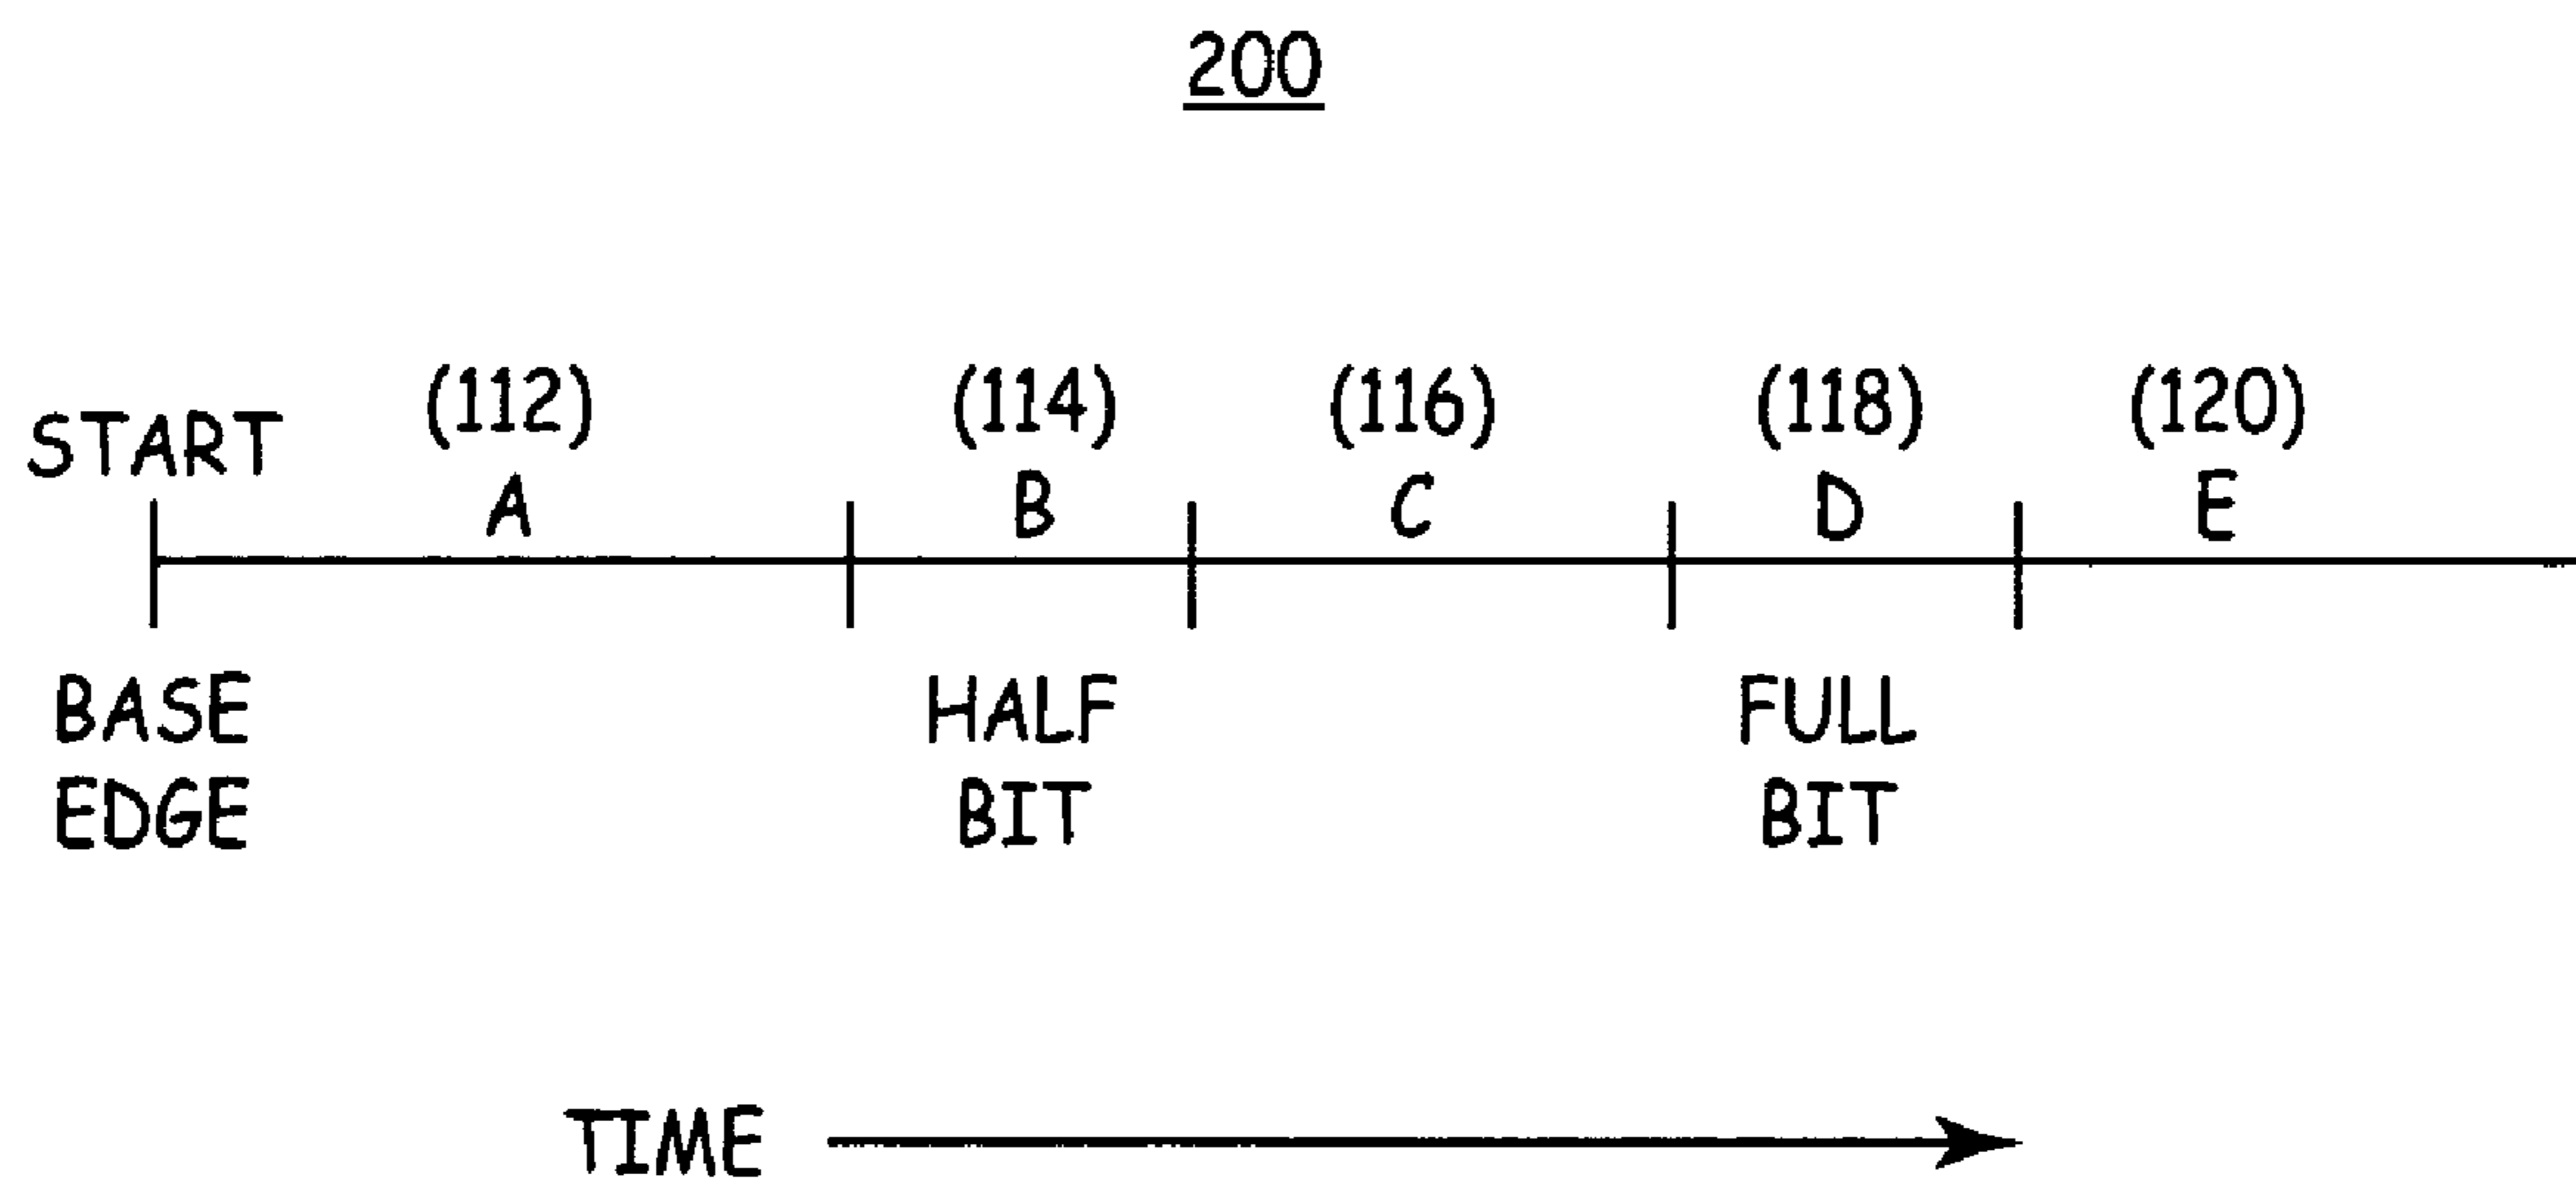 200
START (112) (114) (116) (118) (120)
A B C D E
BASE EDGE
HALF BIT
FULL BIT
TIME